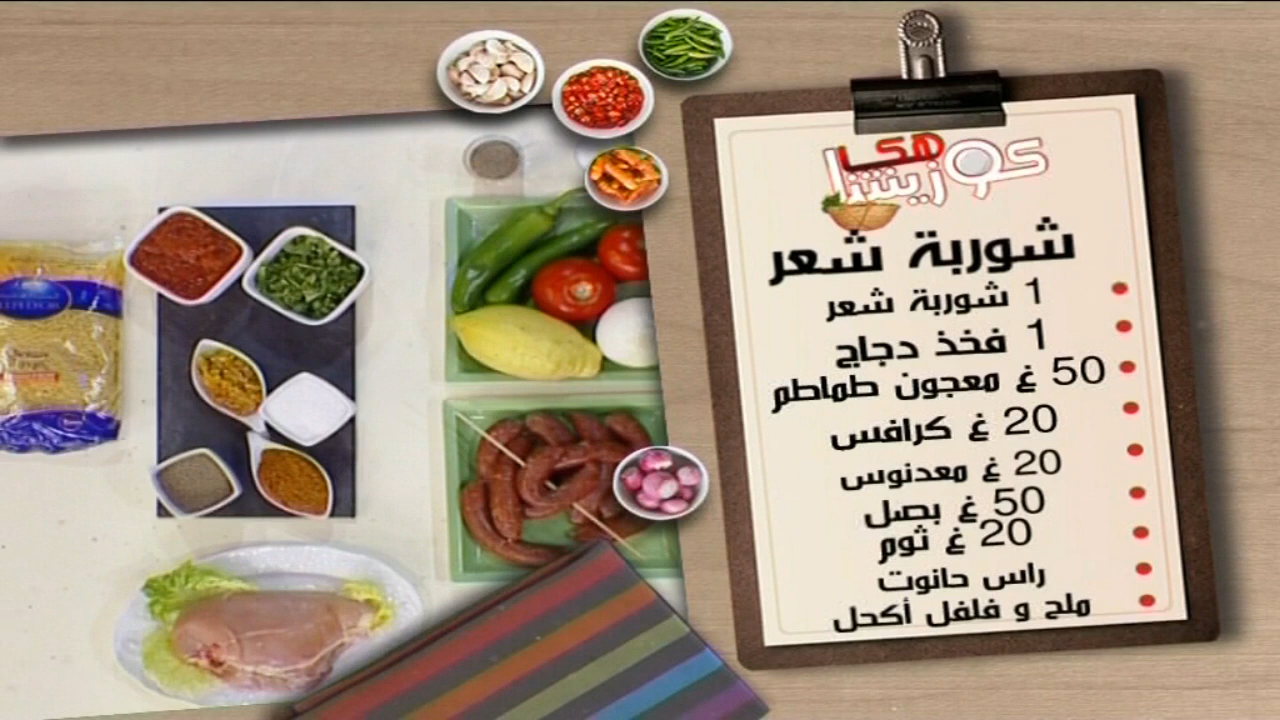 كوزينتنا هكا
شوربة شعر
1 شوربة شعر
1 فخذ دجاج
50 غ معجون طماطم
20 غ كرافس
20 غ معدنوس
50 غ بصل
20 غ ثوم
راس حانوت
ملح و فلفل أكحل